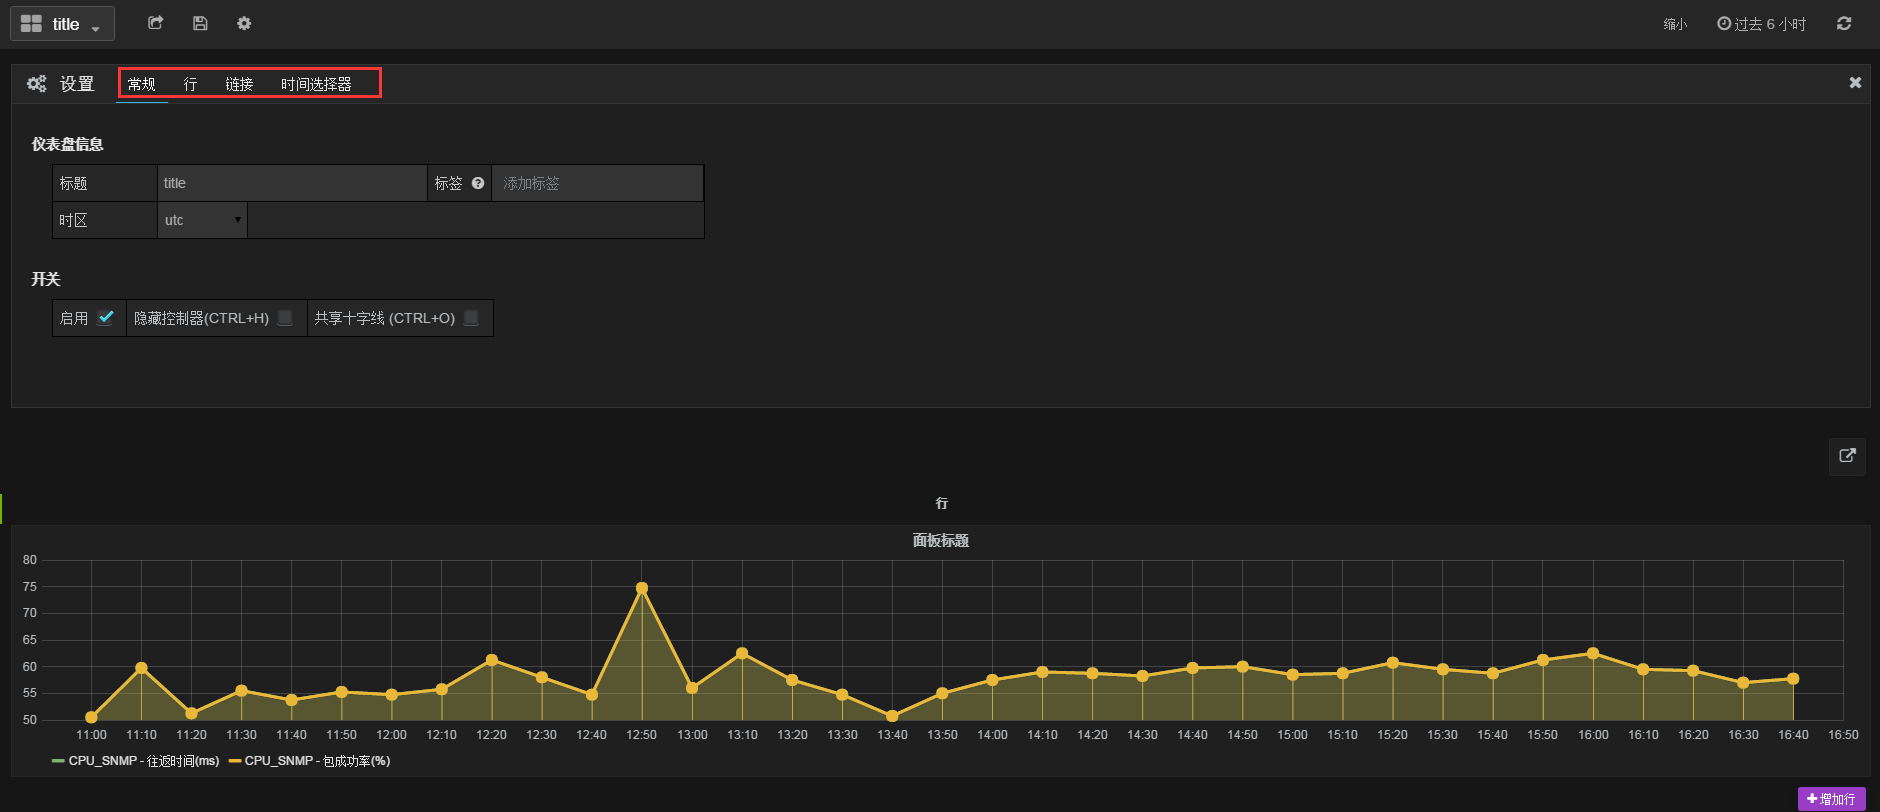 title
缩小 过去 6 小时
设置 常规 行 链接 时间选择器
仪表盘信息
标题 title 标签 添加标签
时区 utc
开关
启用 隐藏控制器(CTRL+H) 共享十字线 (CTRL+O)
行
面板标题
80
75
70
65
60
55
50
11:00 11:10 11:20 11:30 11:40 11:50 12:00 12:10 12:20 12:30 12:40 12:50 13:00 13:10 13:20 13:30 13:40 13:50 14:00 14:10 14:20 14:30 14:40 14:50 15:00 15:10 15:20 15:30 15:40 15:50 16:00 16:10 16:20 16:30 16:40 16:50
CPU_SNMP - 往返时间(ms) CPU_SNMP - 包成功率(%)
+增加行